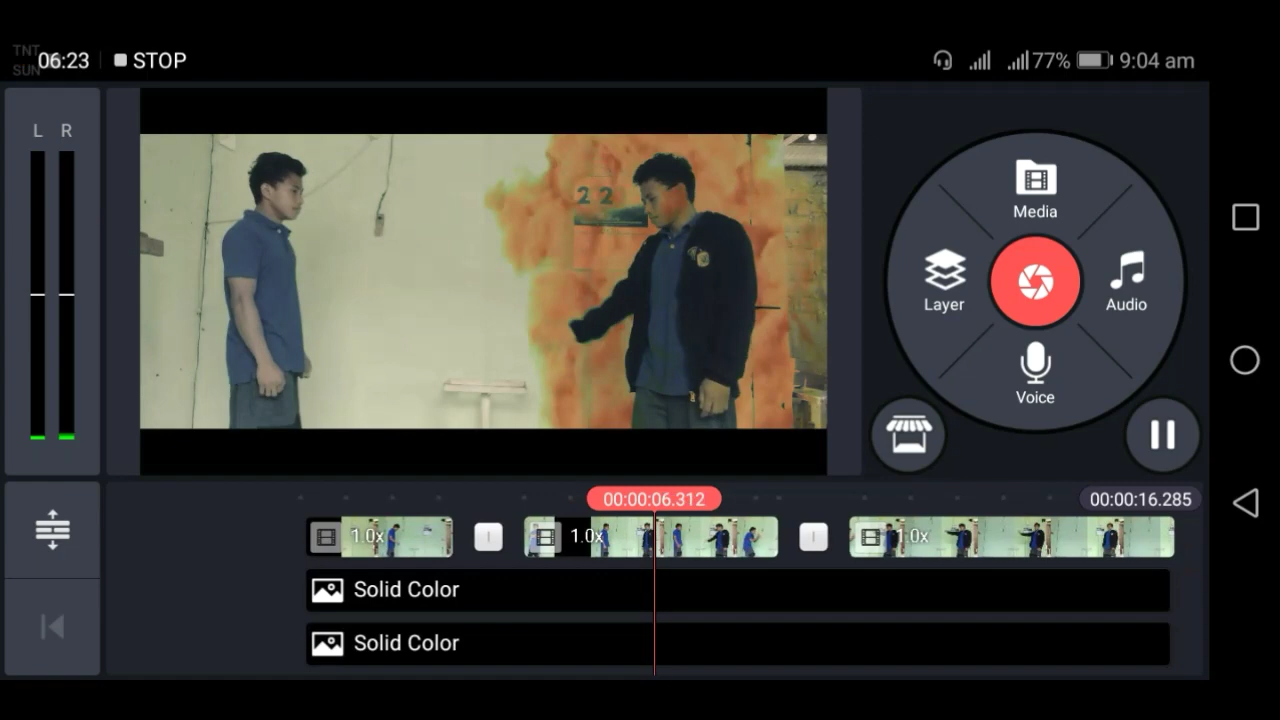 TNT
SUN
06:23 STOP
77% 9:04 am
L R
22
Media
Layer
Audio
Voice
00:00:06.312
00:00:16.285
1.0x
1.0x
1.0x
Solid Color
Solid Color